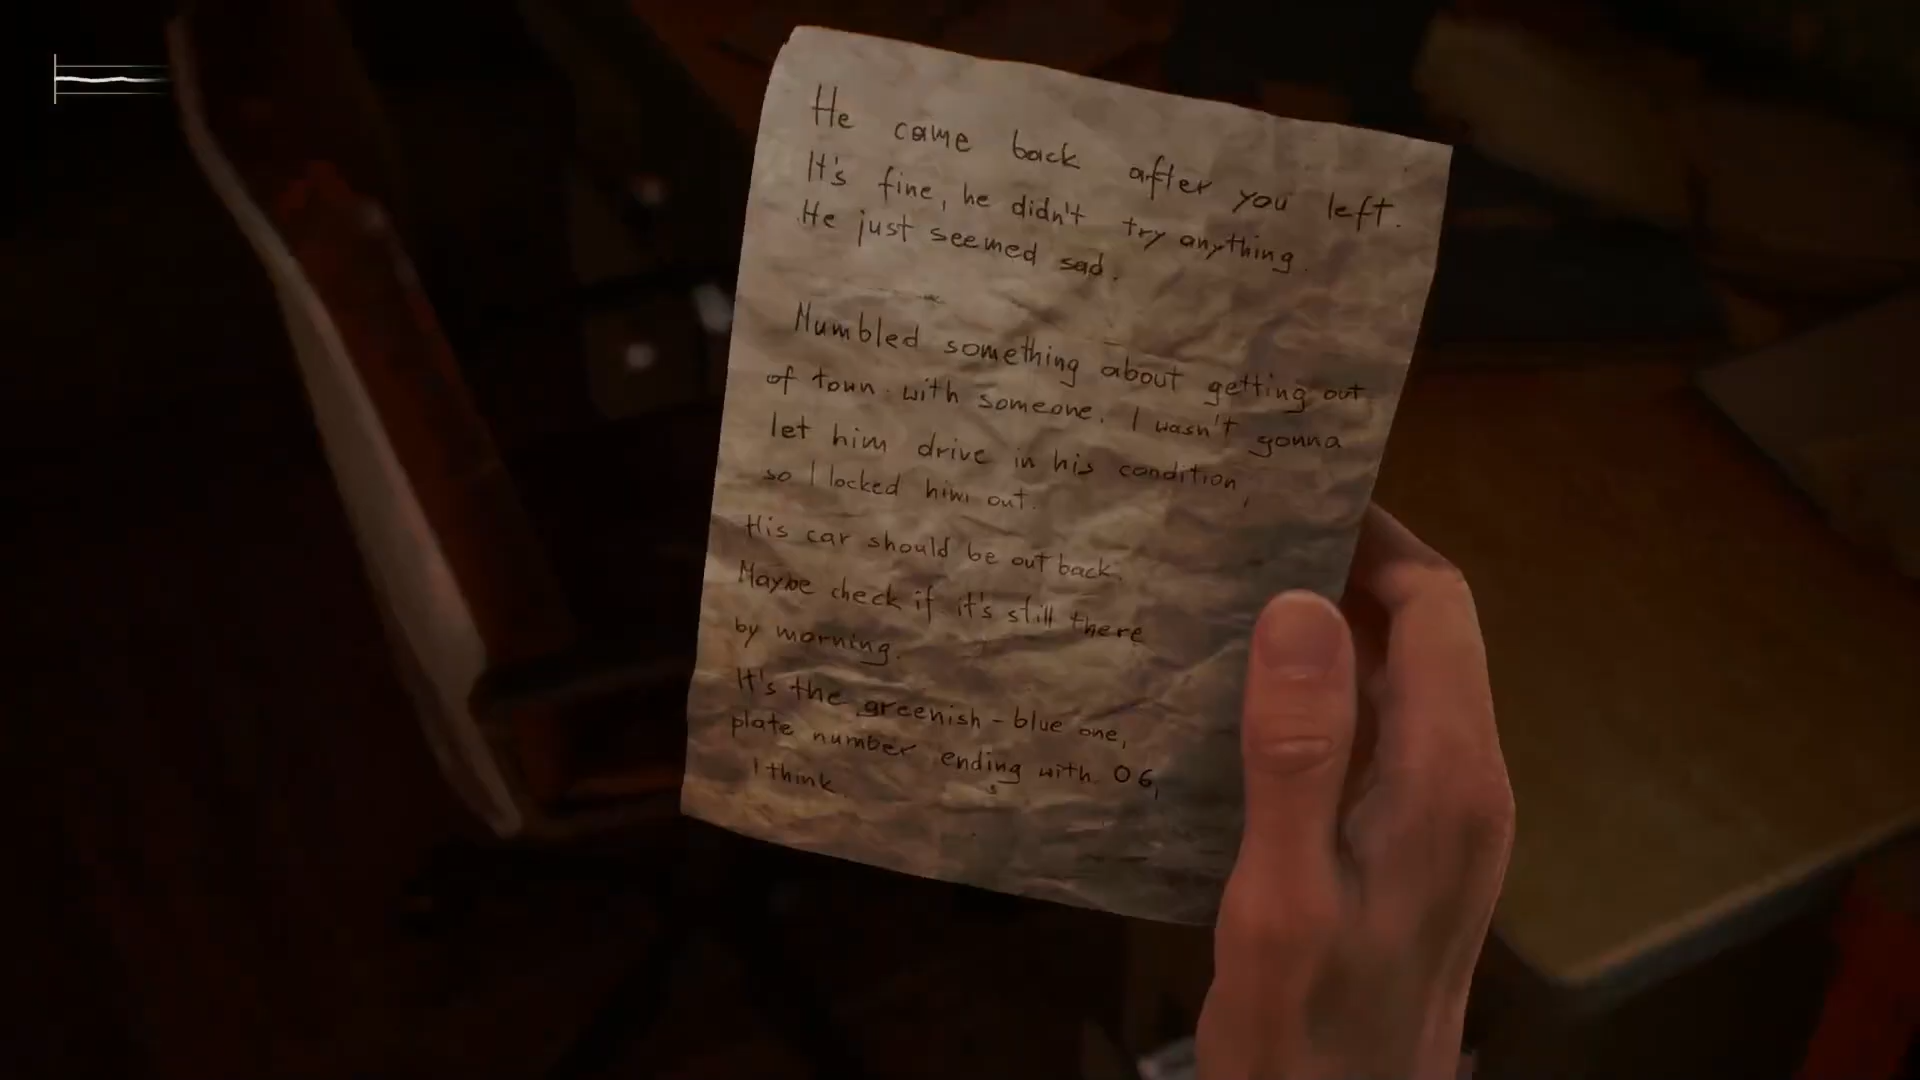 He came back after you left.
It's fine, he didn't try anything.
He just seemed sad.
Mumbled something about getting out
of town with someone. I wasn't gonna
let him drive in his condition,
so I locked him out.
His car should be out back.
Maybe check if it's still there
by morning.
It's the greenish-blue one,
plate number ending with 06,
I think.